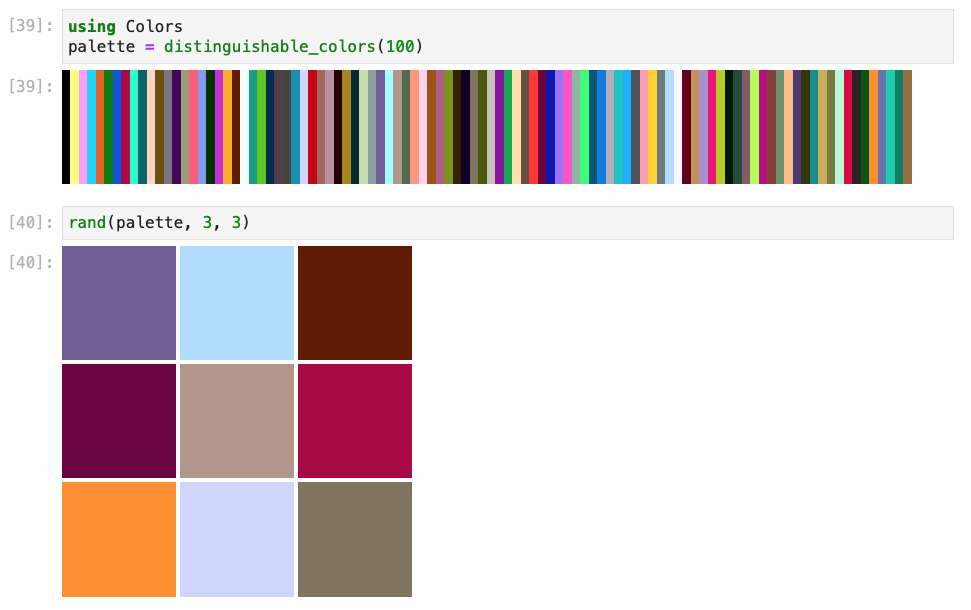 [39]: using Colors
palette = distinguishable_colors(100)
[39]:
[40]: rand(palette, 3, 3)
[40]: